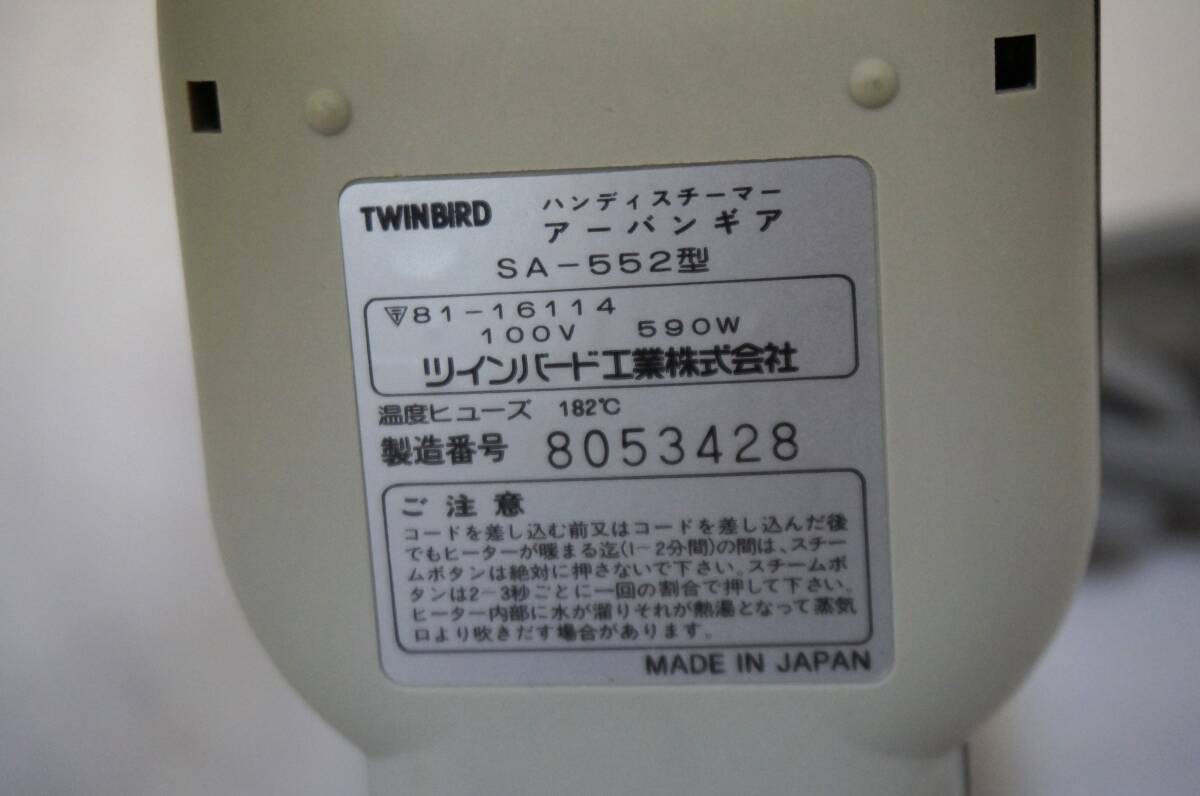 TWINBIRD ハンディスチーマー
アーバンギア
SA-552型
〒81-16114
100V 590W
ツインバード工業株式会社
温度ヒューズ 182℃
製造番号 8053428
ご注意
コードを差し込む前又はコードを差し込んだ後
でもヒーターが暖まる迄(1-2分間)の間は、スチー
ムボタンは絶対に押さないで下さい。スチームボ
タンは2-3秒ごとに一回の割合で押して下さい。
ヒーター内部に水が溜りそれが熱湯となって蒸気
口より吹きだす場合があります。
MADE IN JAPAN